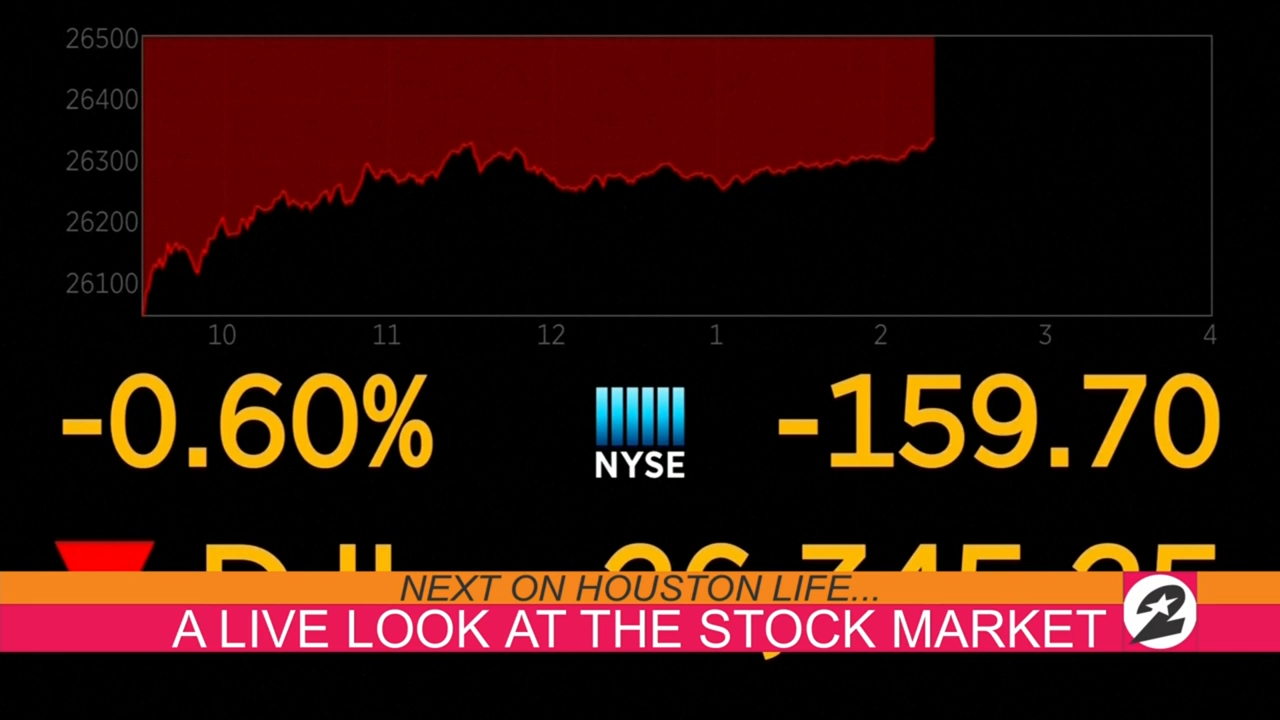 26500
26400
26300
26200
26100
10 11 12 1 2 3 4
-0.60%
NYSE
-159.70
NEXT ON HOUSTON LIFE...
A LIVE LOOK AT THE STOCK MARKET
2